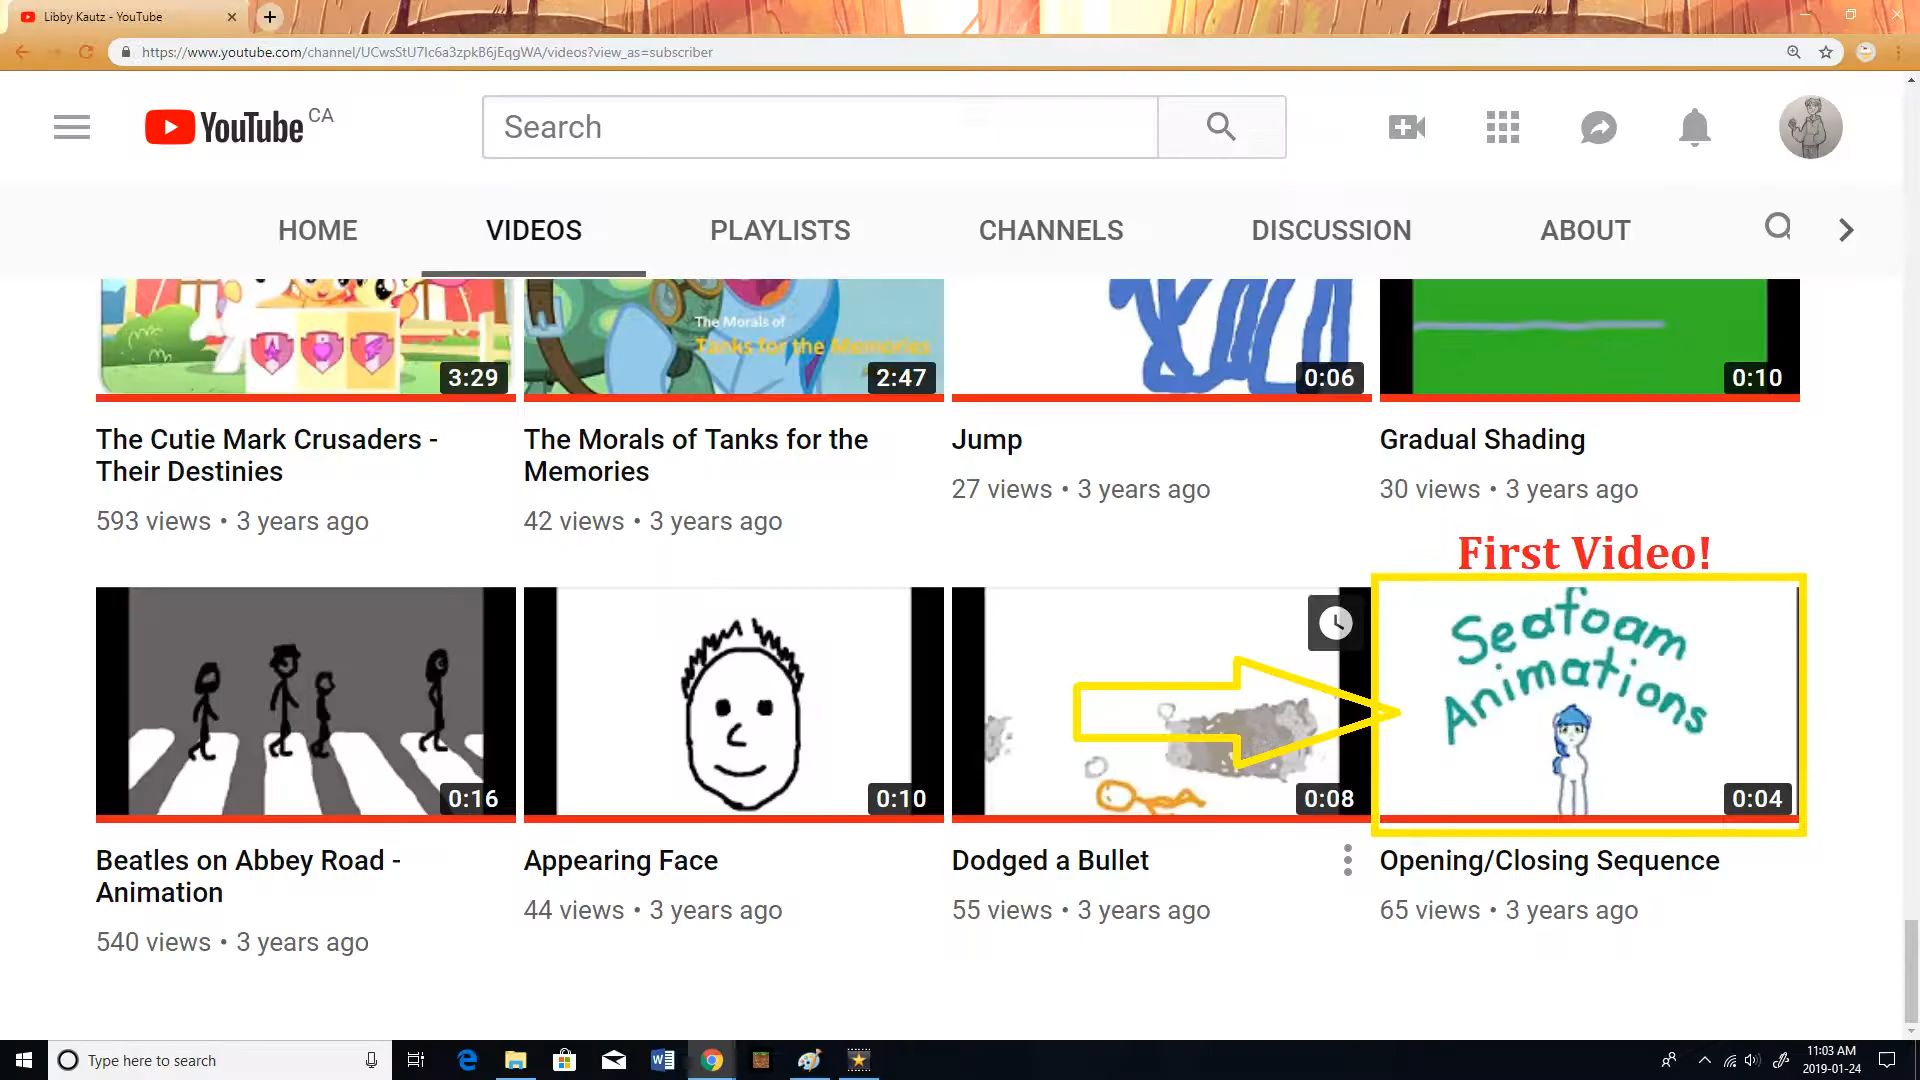 Libby Kautz - YouTube
https://www.youtube.com/channel/UCwsStU7Ic6a3zpkB6jEqgWA/videos?view_as=subscriber
YouTube CA
Search
HOME VIDEOS PLAYLISTS CHANNELS DISCUSSION ABOUT
The Morals of
Tanks for the Memories
3:29 2:47 0:06 0:10
The Cutie Mark Crusaders -
Their Destinies
593 views • 3 years ago
The Morals of Tanks for the
Memories
42 views • 3 years ago
Jump
27 views • 3 years ago
Gradual Shading
30 views • 3 years ago
First Video!
Seafoam
Animations
0:16 0:10 0:08 0:04
Beatles on Abbey Road -
Animation
540 views • 3 years ago
Appearing Face
44 views • 3 years ago
Dodged a Bullet
55 views • 3 years ago
Opening/Closing Sequence
65 views • 3 years ago
Type here to search
11:03 AM
2019-01-24